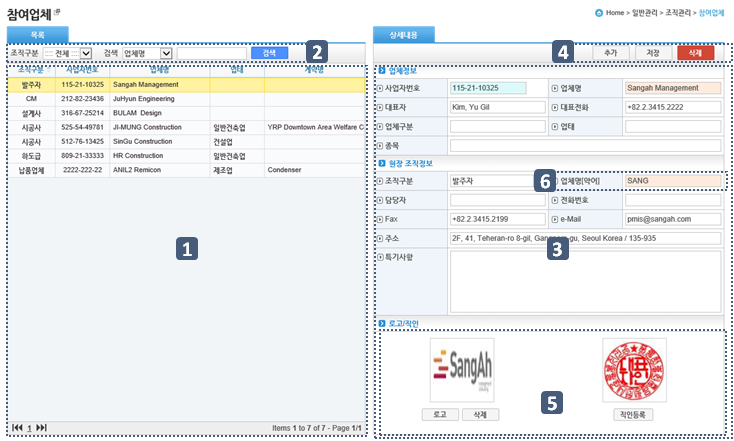 참여업체
Home > 일반관리 > 조직관리 > 참여업체
목록
조직구분 :::: 전체 :::: 검색 업체명 검색
2
조직구분 사업자번호 업체명 업태 계약명
발주처 115-21-10325 Sangah Management
CM 212-82-23436 JuHyun Engineering
설계사 316-67-25214 BULAM Design
시공사 525-54-49781 JI-MUNG Construction 일반건축업 YRP Downtown Area Welfare C
시공사 512-76-13425 SinGu Construction 건설업
하도급 809-21-33333 HR Construction 일반건축업
납품업체 2222-222-22 ANIL2 Remicon 제조업 Condenser
1
1
Items 1 to 7 of 7 - Page 1/1
상세내용
4
추가 저장 삭제
업체정보
사업자번호 115-21-10325 업체명 Sangah Management
대표자 Kim, Yu Gil 대표전화 +82.2.3415.2222
업체구분 업태
종목
현장 조직정보
조직구분 발주자 6 업체명[약어] SANG
담당자 전화번호
Fax +82.2.3415.2199 e-Mail pmis@sangah.com
주소 2F, 41, Teheran-ro 8-gil, Gangnam-gu, Seoul Korea / 135-935
3
특기사항
로고/직인
SangAh
5
로고 삭제 직인등록